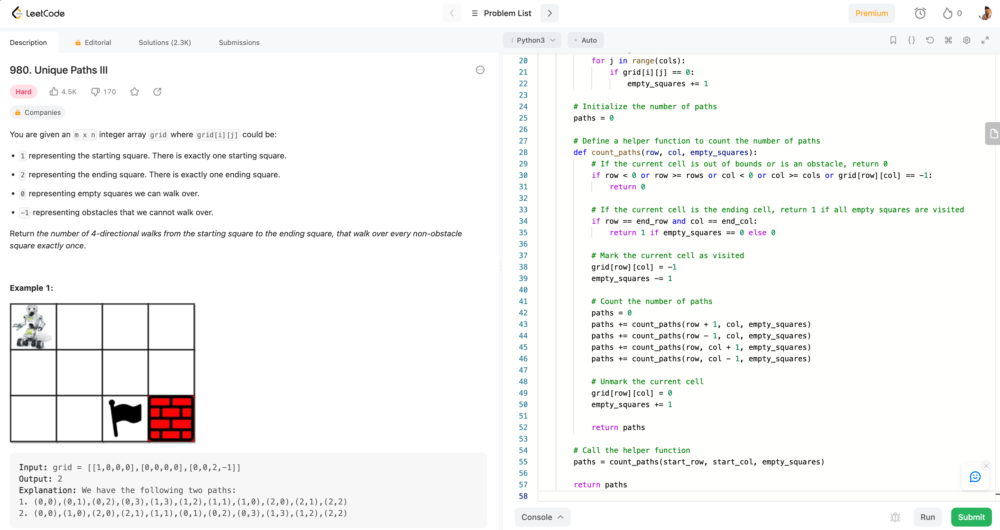 LeetCode
Problem List
Premium
0
Description
Editorial
Solutions (2.3K)
Submissions
980. Unique Paths III
Hard
4.5K
170
Companies
You are given an m x n integer array grid where grid[i][j] could be:
• 1 representing the starting square. There is exactly one starting square.
• 2 representing the ending square. There is exactly one ending square.
• 0 representing empty squares we can walk over.
• -1 representing obstacles that we cannot walk over.
Return the number of 4-directional walks from the starting square to the ending square, that walk over every non-obstacle
square exactly once.
Example 1:
Input: grid = [[1,0,0,0],[0,0,0,0],[0,0,2,-1]]
Output: 2
Explanation: We have the following two paths:
1. (0,0),(0,1),(0,2),(0,3),(1,3),(1,2),(1,1),(1,0),(2,0),(2,1),(2,2)
2. (0,0),(1,0),(2,0),(2,1),(1,1),(0,1),(0,2),(0,3),(1,3),(1,2),(2,2)
i Python3
• Auto
{}
20 for j in range(cols):
21 if grid[i][j] == 0:
22 empty_squares += 1
23
24 # Initialize the number of paths
25 paths = 0
26
27 # Define a helper function to count the number of paths
28 def count_paths(row, col, empty_squares):
29 # If the current cell is out of bounds or is an obstacle, return 0
30 if row < 0 or row >= rows or col < 0 or col >= cols or grid[row][col] == -1:
31 return 0
32
33 # If the current cell is the ending cell, return 1 if all empty squares are visited
34 if row == end_row and col == end_col:
35 return 1 if empty_squares == 0 else 0
36
37 # Mark the current cell as visited
38 grid[row][col] = -1
39 empty_squares -= 1
40
41 # Count the number of paths
42 paths = 0
43 paths += count_paths(row + 1, col, empty_squares)
44 paths += count_paths(row - 1, col, empty_squares)
45 paths += count_paths(row, col + 1, empty_squares)
46 paths += count_paths(row, col - 1, empty_squares)
47
48 # Unmark the current cell
49 grid[row][col] = 0
50 empty_squares += 1
51
52 return paths
53
54 # Call the helper function
55 paths = count_paths(start_row, start_col, empty_squares)
56
57 return paths
58
Console
Run
Submit